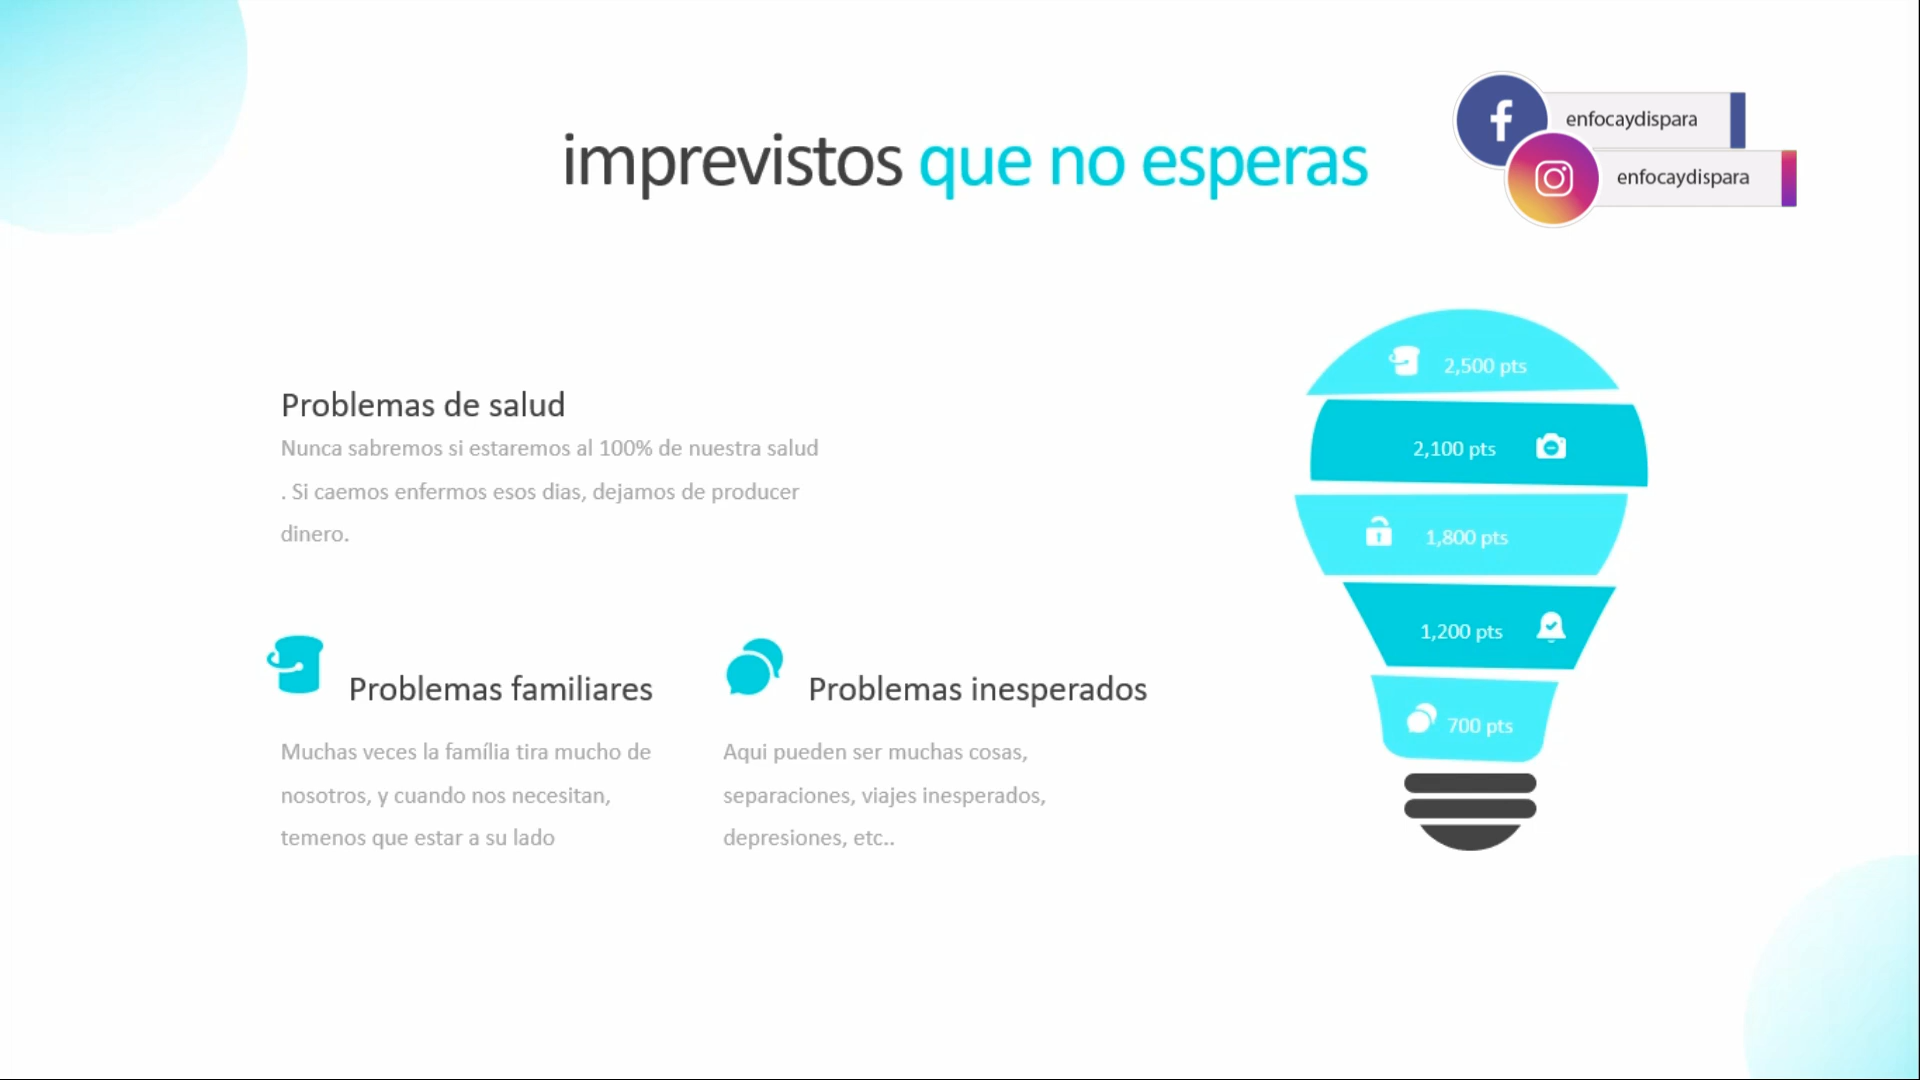 imprevistos que no esperas
enfocaydispara
enfocaydispara
Problemas de salud
Nunca sabremos si estaremos al 100% de nuestra salud
. Si caemos enfermos esos dias, dejamos de producer
dinero.
Problemas familiares
Muchas veces la família tira mucho de
nosotros, y cuando nos necesitan,
temenos que estar a su lado
Problemas inesperados
Aqui pueden ser muchas cosas,
separaciones, viajes inesperados,
depresiones, etc..
2,500 pts
2,100 pts
1,800 pts
1,200 pts
700 pts